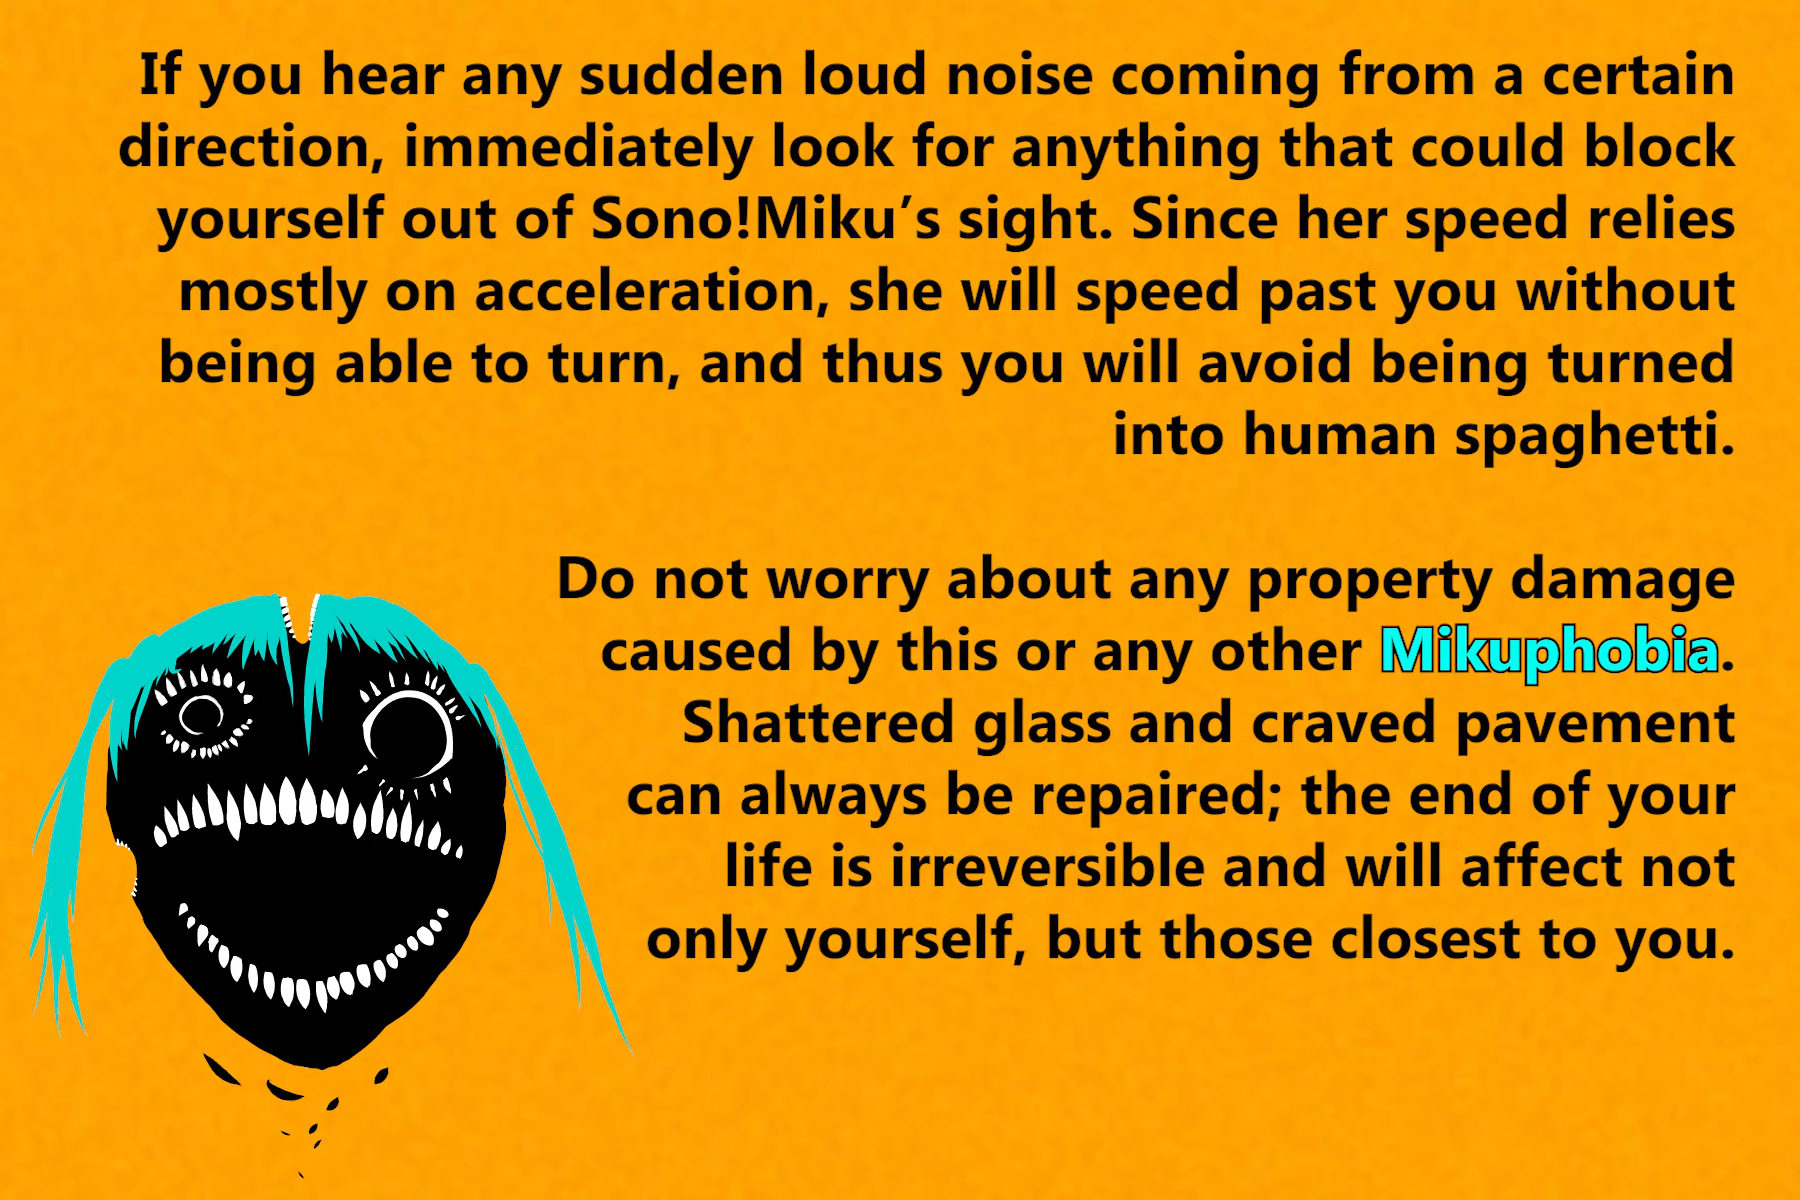 If you hear any sudden loud noise coming from a certain
direction, immediately look for anything that could block
yourself out of Sono!Miku’s sight. Since her speed relies
mostly on acceleration, she will speed past you without
being able to turn, and thus you will avoid being turned
into human spaghetti.
Do not worry about any property damage
caused by this or any other Mikuphobia.
Shattered glass and craved pavement
can always be repaired; the end of your
life is irreversible and will affect not
only yourself, but those closest to you.